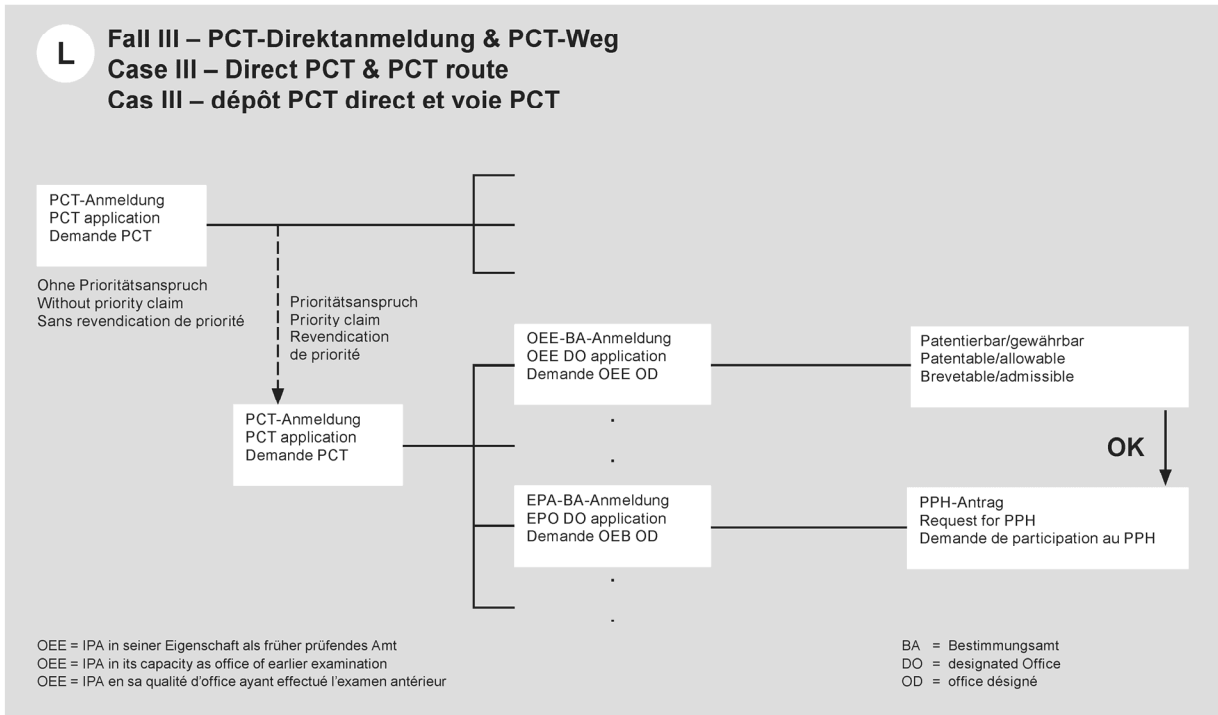 L
Fall III – PCT-Direktanmeldung & PCT-Weg
Case III – Direct PCT & PCT route
Cas III – dépôt PCT direct et voie PCT
PCT-Anmeldung
PCT application
Demande PCT
Ohne Prioritätsanspruch
Without priority claim
Sans revendication de priorité
Prioritätsanspruch
Priority claim
Revendication
de priorité
OEE-BA-Anmeldung
OEE DO application
Demande OEE OD
Patentierbar/gewährbar
Patentable/allowable
Brevetable/admissible
PCT-Anmeldung
PCT application
Demande PCT
OK
EPA-BA-Anmeldung
EPO DO application
Demande OEB OD
PPH-Antrag
Request for PPH
Demande de participation au PPH
OEE = IPA in seiner Eigenschaft als früher prüfendes Amt
OEE = IPA in its capacity as office of earlier examination
OEE = IPA en sa qualité d'office ayant effectué l'examen antérieur
BA = Bestimmungsamt
DO = designated Office
OD = office désigné